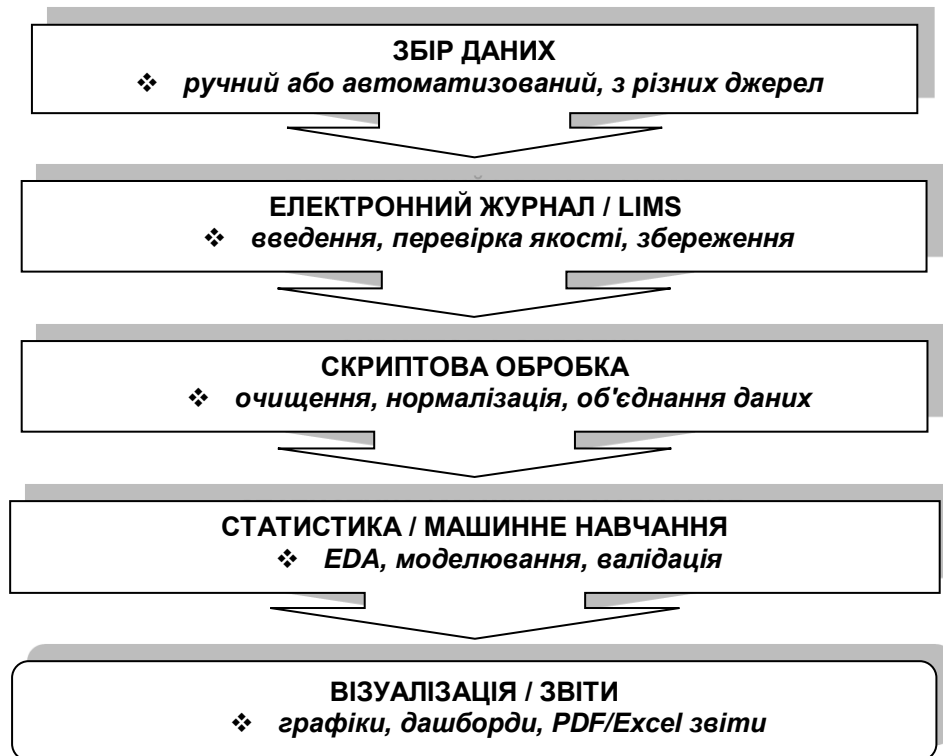 ЗБІР ДАНИХ
❖ ручний або автоматизований, з різних джерел
ЕЛЕКТРОННИЙ ЖУРНАЛ / LIMS
❖ введення, перевірка якості, збереження
СКРИПТОВА ОБРОБКА
❖ очищення, нормалізація, об'єднання даних
СТАТИСТИКА / МАШИННЕ НАВЧАННЯ
❖ EDA, моделювання, валідація
ВІЗУАЛІЗАЦІЯ / ЗВІТИ
❖ графіки, дашборди, PDF/Excel звіти